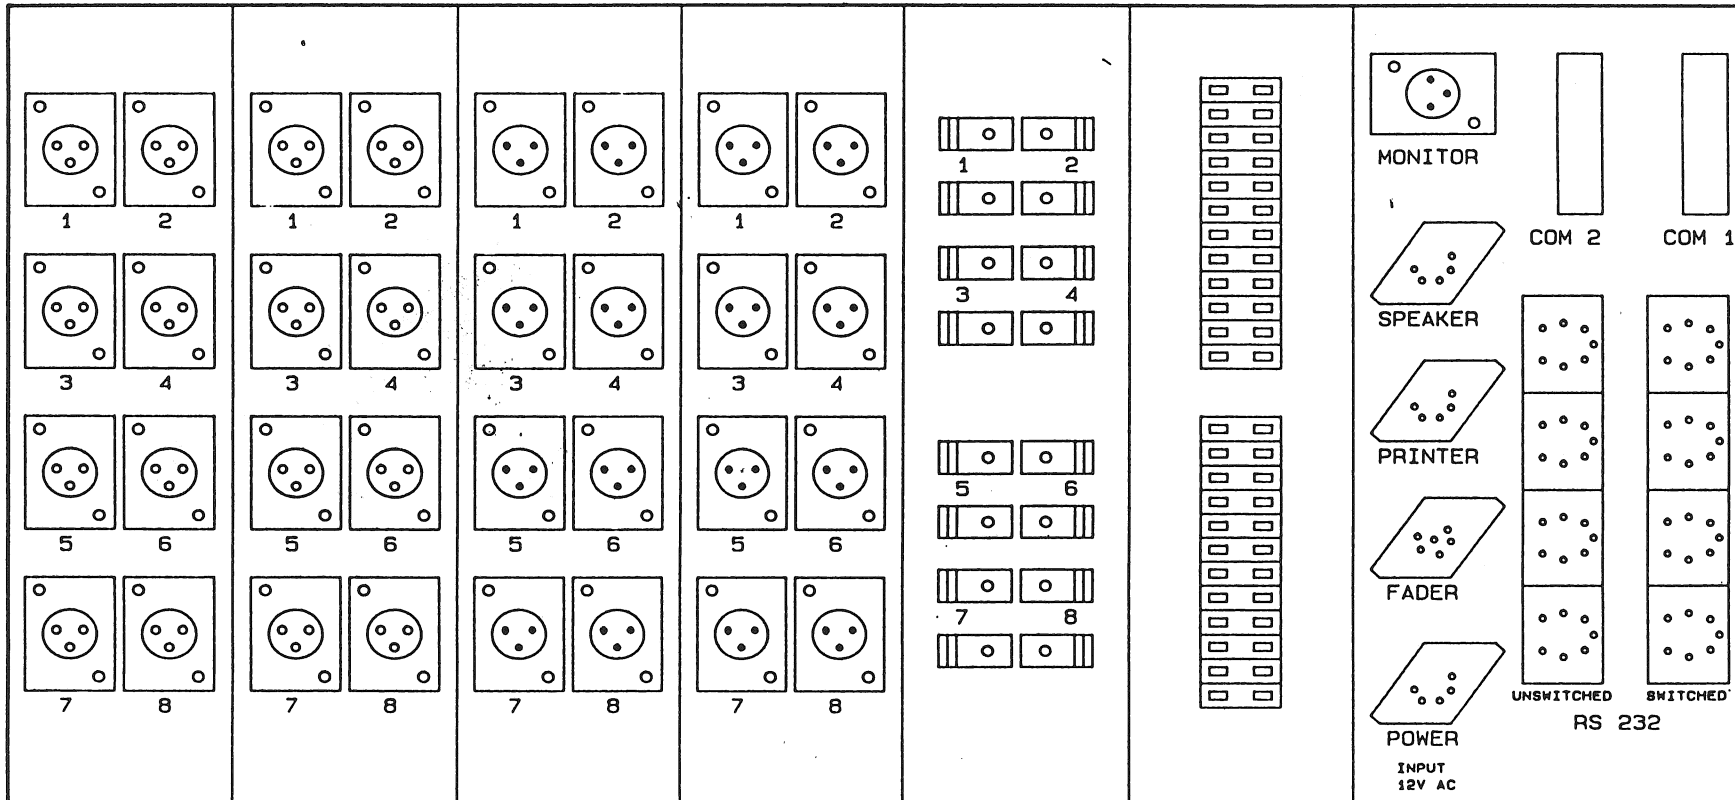 MONITOR
COM 2 COM 1
SPEAKER
PRINTER
FADER
POWER
INPUT
12V AC
UNSWITCHED SWITCHED
RS 232
1 2 1 2 1 2 1 2 1 2
3 4 3 4 3 4 3 4 3 4
5 6 5 6 5 6 5 6 5 6
7 8 7 8 7 8 7 8 7 8